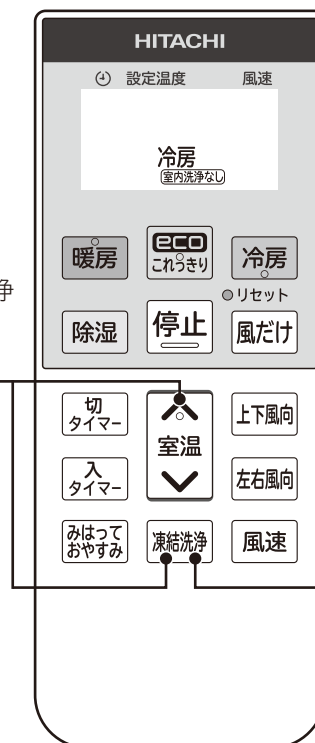 HITACHI
設定温度 風速
冷房
室内洗浄なし
暖房
eco
これっきり
冷房
リセット
浄
除湿
停止
風だけ
切
タイマー
室温
上下風向
入
タイマー
左右風向
みはって
おやすみ
凍結洗浄
風速